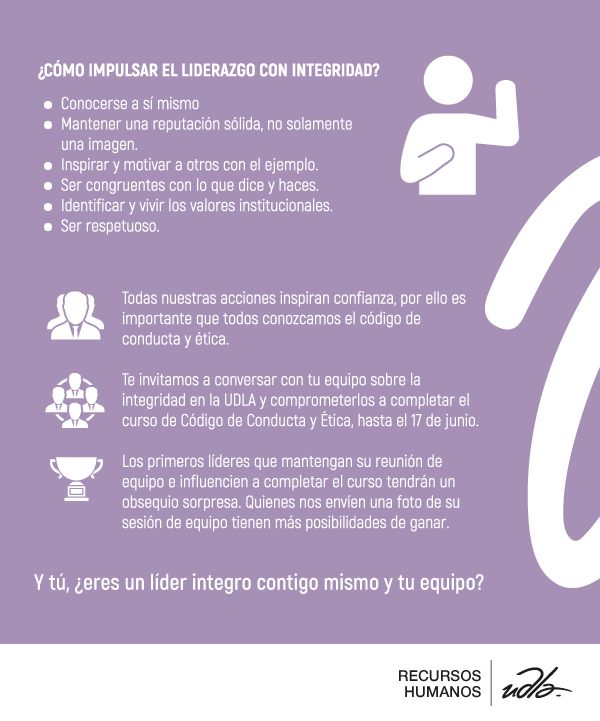 ¿CÓMO IMPULSAR EL LIDERAZGO CON INTEGRIDAD?
Conocerse a sí mismo
Mantener una reputación sólida, no solamente
una imagen.
Inspirar y motivar a otros con el ejemplo.
Ser congruentes con lo que dice y haces.
Identificar y vivir los valores institucionales.
Ser respetuoso.
Todas nuestras acciones inspiran confianza, por ello es
importante que todos conozcamos el código de
conducta y ética.
Te invitamos a conversar con tu equipo sobre la
integridad en la UDLA y comprometerlos a completar el
curso de Código de Conducta y Ética, hasta el 17 de junio.
Los primeros líderes que mantengan su reunión de
equipo e influencien a completar el curso tendrán un
obsequio sorpresa. Quienes nos envíen una foto de su
sesión de equipo tienen más posibilidades de ganar.
Y tú, ¿eres un líder integro contigo mismo y tu equipo?
RECURSOS
HUMANOS
udla